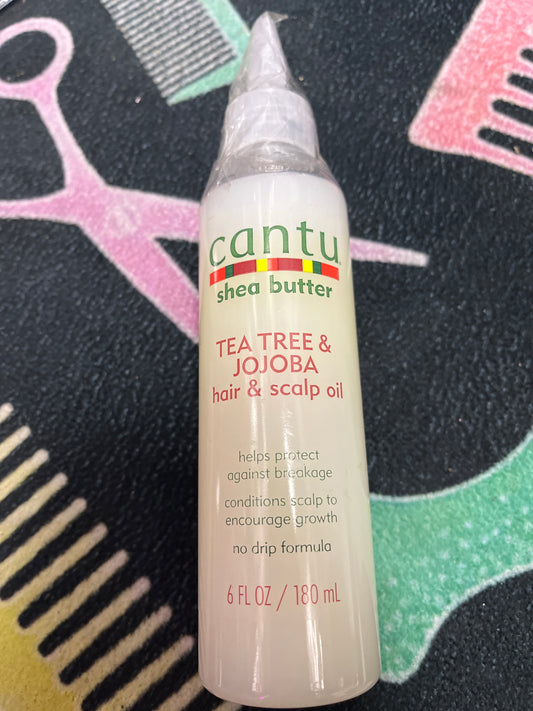 cantu
shea butter
TEA TREE &
JOJOBA
hair & scalp oil
helps protect
against breakage
conditions scalp to
encourage growth
no drip formula
6 FL OZ / 180 mL